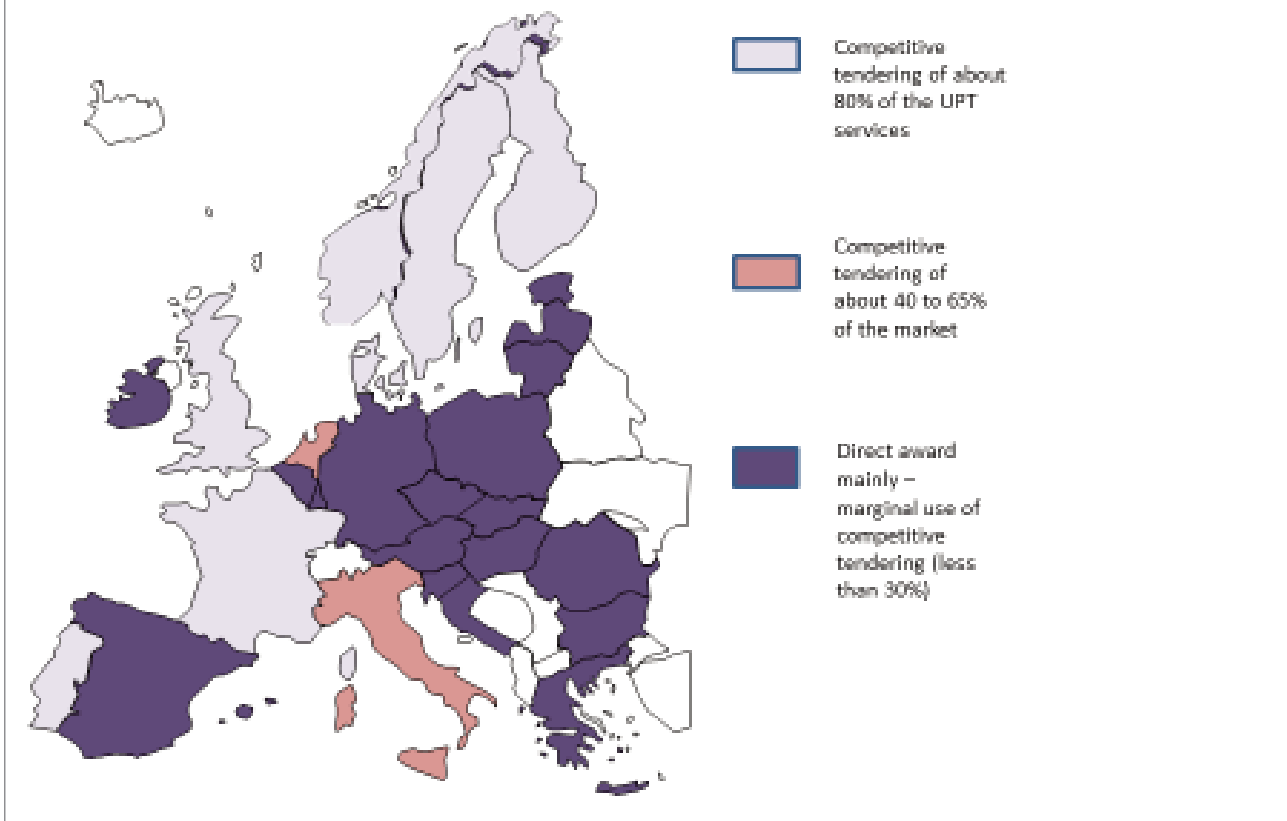 Competitive
tendering of about
80% of the UPT
services
Competitive
tendering of
about 40 to 65%
of the market
Direct award
mainly –
marginal use of
competitive
tendering (less
than 30%)